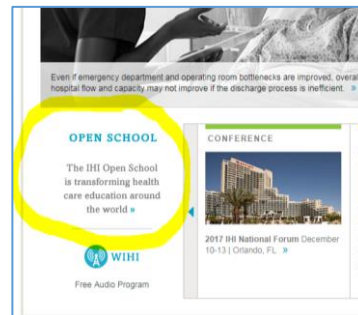 Even if emergency department and operating room bottlenecks are improved, overall
hospital flow and capacity may not improve if the discharge process is inefficient. »
OPEN SCHOOL
The IHI Open School
is transforming health
care education around
the world »
WIHI
Free Audio Program
CONFERENCE
2017 IHI National Forum December
10-13 | Orlando, FL »